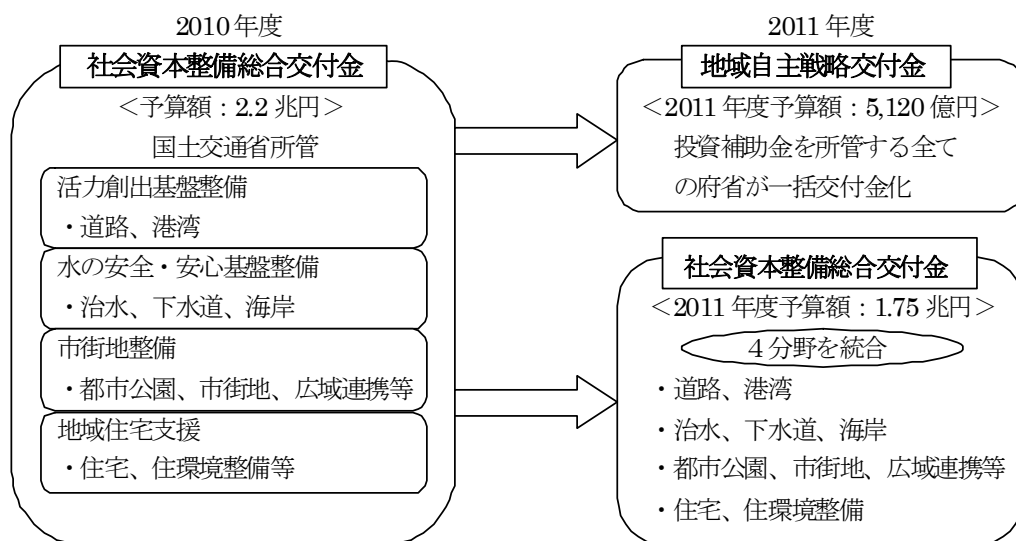 2010年度
社会資本整備総合交付金
＜予算額：2.2兆円＞
国土交通省所管
活力創出基盤整備
・道路、港湾
水の安全・安心基盤整備
・治水、下水道、海岸
市街地整備
・都市公園、市街地、広域連携等
地域住宅支援
・住宅、住環境整備等
2011年度
地域自主戦略交付金
＜2011年度予算額：5,120億円＞
投資補助金を所管する全て
の府省が一括交付金化
社会資本整備総合交付金
＜2011年度予算額：1.75兆円＞
４分野を統合
・道路、港湾
・治水、下水道、海岸
・都市公園、市街地、広域連携等
・住宅、住環境整備